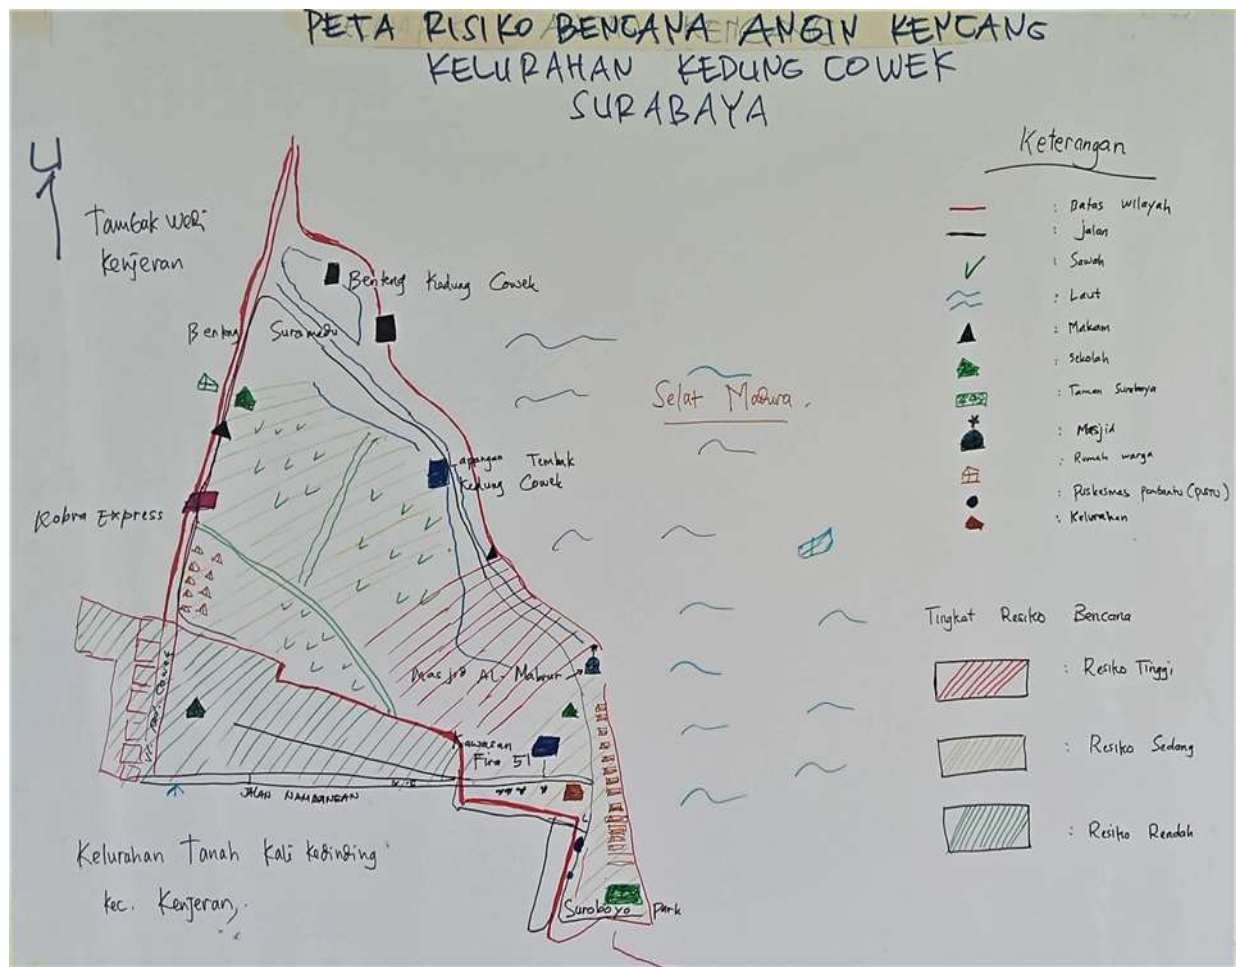 PETA RISIKO BENCANA ANGIN KENCANG
KELURAHAN KEDUNG COWEK
SURABAYA
U
Keterangan
: Batas wilayah
: jalan
: Sawah
: Laut
: Makam
: Sekolah
: Taman Surabaya
: Mesjid
: Rumah warga
: Puskesmas pembantu (pustu)
: Kelurahan
Tambak Wedi
Kenjeran
Benteng Kedung Cowek
Benteng Suramadu
Selat Madura.
Lapangan Tembak
Kedung Cowek
Kobra Express
Masjid Al-Mabrur
Kawasan
Fira 51
JALAN NAMBANGAN
Suroboyo Park
Kelurahan Tanah Kali Kedinding
kec. Kenjeran,
Tingkat Resiko Bencana
: Resiko Tinggi
: Resiko Sedang
: Resiko Rendah